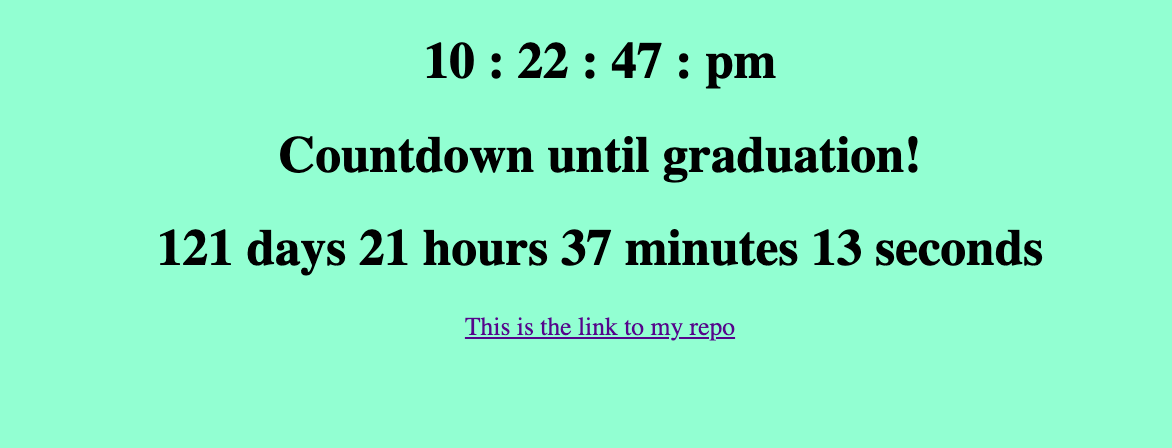 10 : 22 : 47 : pm
Countdown until graduation!
121 days 21 hours 37 minutes 13 seconds
This is the link to my repo